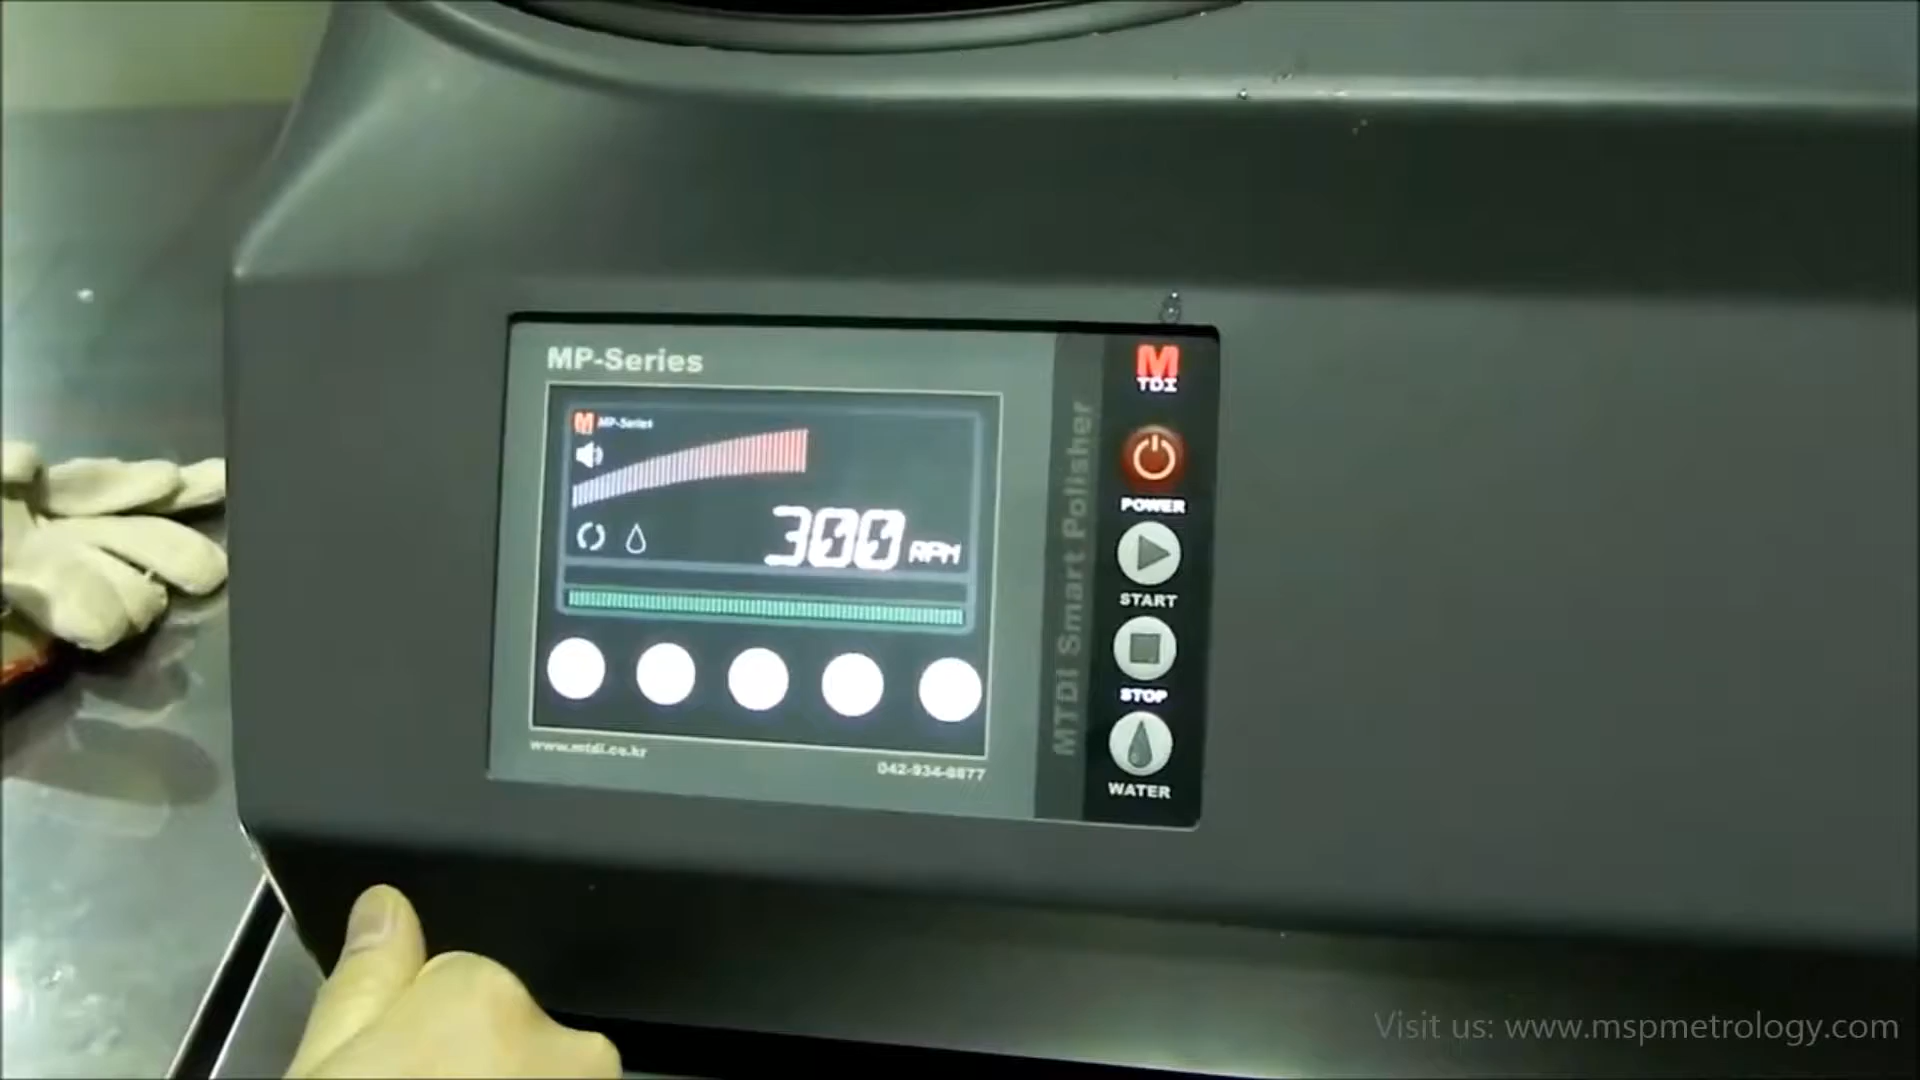 MP-Series
M
TDI
M MP-Series
300 RPM
MTDI Smart Polisher
POWER
START
STOP
WATER
www.mtdi.co.kr
042-934-8877
Visit us: www.mspmetrology.com